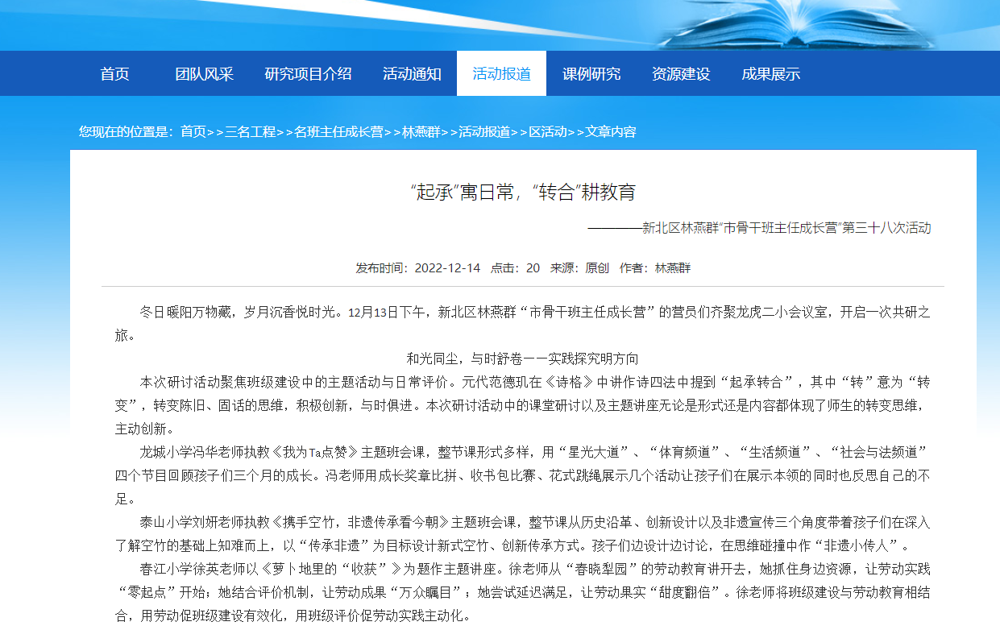 首页 团队风采 研究项目介绍 活动通知 活动报道 课例研究 资源建设 成果展示
您现在的位置是：首页>>三名工程>>名班主任成长营>>林燕群>>活动报道>>区活动>>文章内容
“起承”寓日常，“转合”耕教育
————新北区林燕群“市骨干班主任成长营”第三十八次活动
发布时间：2022-12-14 点击：20 来源：原创 作者：林燕群
冬日暖阳万物藏，岁月沉香悦时光。12月13日下午，新北区林燕群“市骨干班主任成长营”的营员们齐聚龙虎二小会议室，开启一次共研之
旅。
和光同尘，与时舒卷——实践探究明方向
本次研讨活动聚焦班级建设中的主题活动与日常评价。元代范德玑在《诗格》中讲作诗四法中提到“起承转合”，其中“转”意为“转
变”，转变陈旧、固话的思维，积极创新，与时俱进。本次研讨活动中的课堂研讨以及主题讲座无论是形式还是内容都体现了师生的转变思维，
主动创新。
龙城小学冯华老师执教《我为Ta点赞》主题班会课，整节课形式多样，用“星光大道”、“体育频道”、“生活频道”、“社会与法频道”
四个节目回顾孩子们三个月的成长。冯老师用成长奖章比拼、收书包比赛、花式跳绳展示几个活动让孩子们在展示本领的同时也反思自己的不
足。
泰山小学刘妍老师执教《携手空竹，非遗传承看今朝》主题班会课，整节课从历史沿革、创新设计以及非遗宣传三个角度带着孩子们在深入
了解空竹的基础上知难而上，以“传承非遗”为目标设计新式空竹、创新传承方式。孩子们边设计边讨论，在思维碰撞中作“非遗小传人”。
春江小学徐英老师以《萝卜地里的“收获”》为题作主题讲座。徐老师从“春晓犁园”的劳动教育讲开去，她抓住身边资源，让劳动实践
“零起点”开始；她结合评价机制，让劳动成果“万众瞩目”；她尝试延迟满足，让劳动果实“甜度翻倍”。徐老师将班级建设与劳动教育相结
合，用劳动促班级建设有效化，用班级评价促劳动实践主动化。